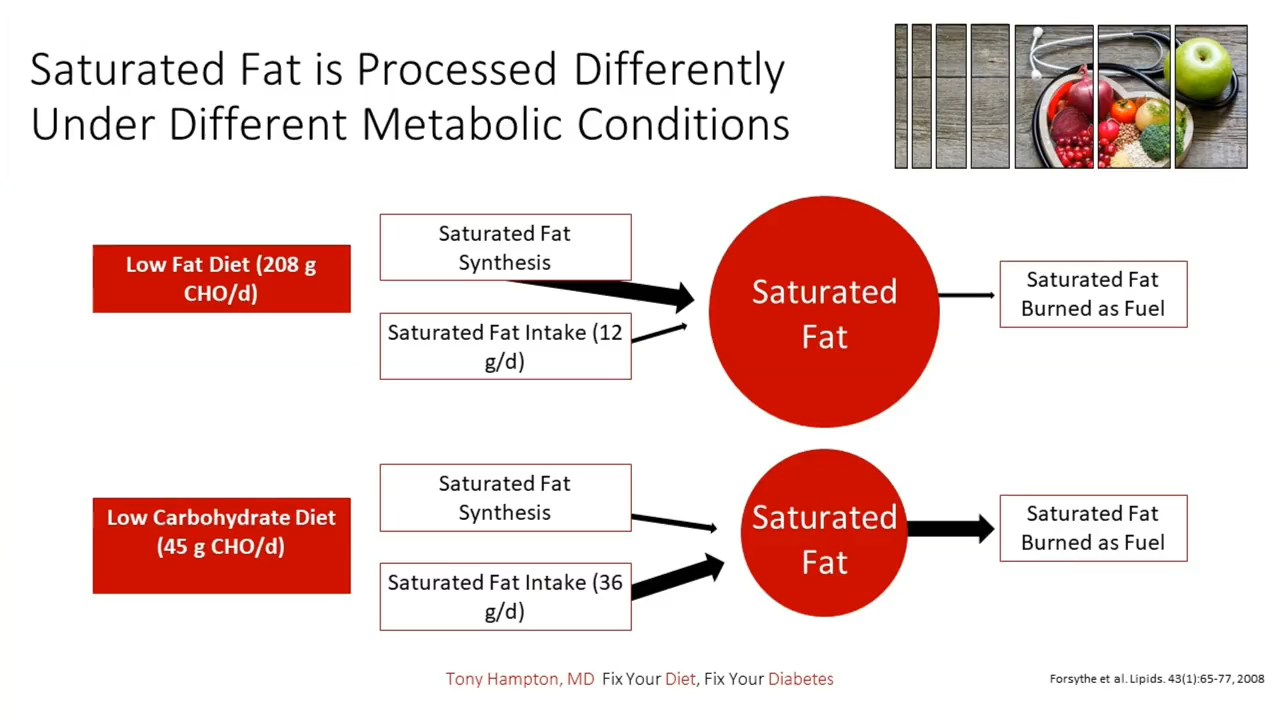 Saturated Fat is Processed Differently
Under Different Metabolic Conditions
Low Fat Diet (208 g
CHO/d)
Saturated Fat
Synthesis
Saturated Fat Intake (12
g/d)
Saturated
Fat
Saturated Fat
Burned as Fuel
Low Carbohydrate Diet
(45 g CHO/d)
Saturated Fat
Synthesis
Saturated Fat Intake (36
g/d)
Saturated
Fat
Saturated Fat
Burned as Fuel
Tony Hampton, MD Fix Your Diet, Fix Your Diabetes
Forsythe et al. Lipids. 43(1):65-77, 2008